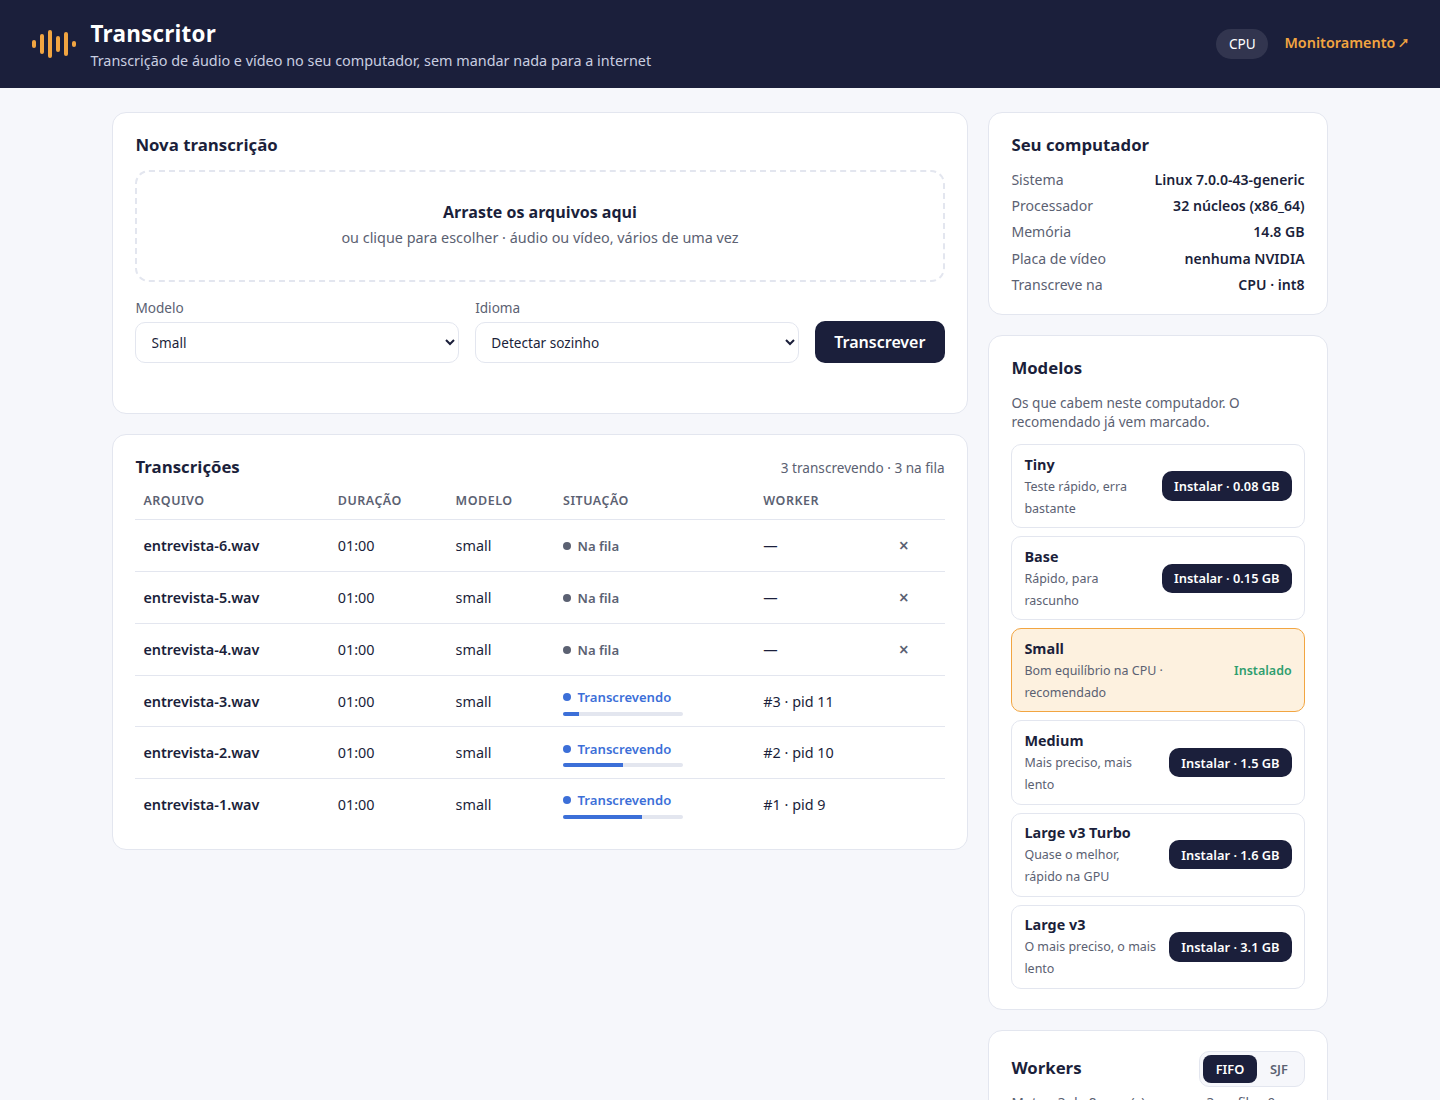 Transcritor
Transcrição de áudio e vídeo no seu computador, sem mandar nada para a internet
CPU
Monitoramento ↗
Nova transcrição
Arraste os arquivos aqui
ou clique para escolher · áudio ou vídeo, vários de uma vez
Modelo
Idioma
Small
Detectar sozinho
Transcrever
Transcrições
3 transcrevendo · 3 na fila
ARQUIVO DURAÇÃO MODELO SITUAÇÃO WORKER
entrevista-6.wav 01:00 small Na fila — ×
entrevista-5.wav 01:00 small Na fila — ×
entrevista-4.wav 01:00 small Na fila — ×
entrevista-3.wav 01:00 small Transcrevendo #3 · pid 11
entrevista-2.wav 01:00 small Transcrevendo #2 · pid 10
entrevista-1.wav 01:00 small Transcrevendo #1 · pid 9
Seu computador
Sistema Linux 7.0.0-43-generic
Processador 32 núcleos (x86_64)
Memória 14.8 GB
Placa de vídeo nenhuma NVIDIA
Transcreve na CPU · int8
Modelos
Os que cabem neste computador. O
recomendado já vem marcado.
Tiny
Teste rápido, erra
bastante
Instalar · 0.08 GB
Base
Rápido, para
rascunho
Instalar · 0.15 GB
Small
Bom equilíbrio na CPU ·
recomendado
Instalado
Medium
Mais preciso, mais
lento
Instalar · 1.5 GB
Large v3 Turbo
Quase o melhor,
rápido na GPU
Instalar · 1.6 GB
Large v3
O mais preciso, o mais
lento
Instalar · 3.1 GB
Workers
FIFO SJF